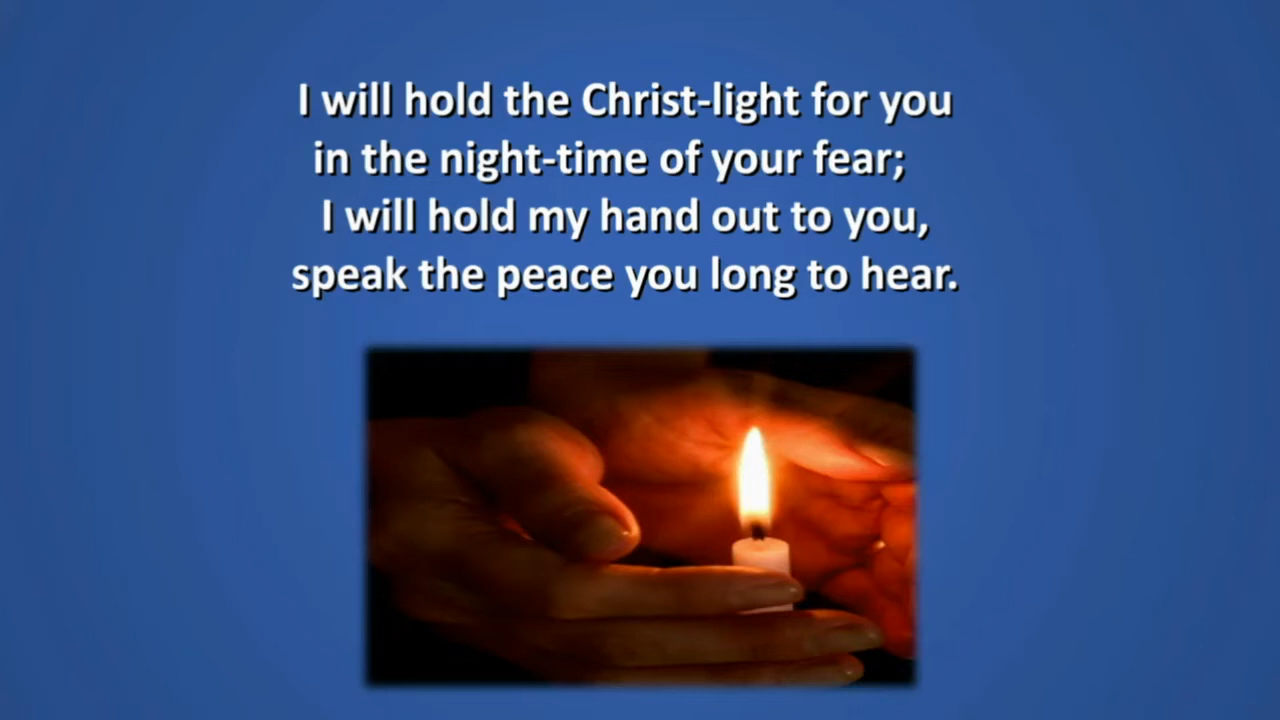 I will hold the Christ-light for you
in the night-time of your fear;
I will hold my hand out to you,
speak the peace you long to hear.